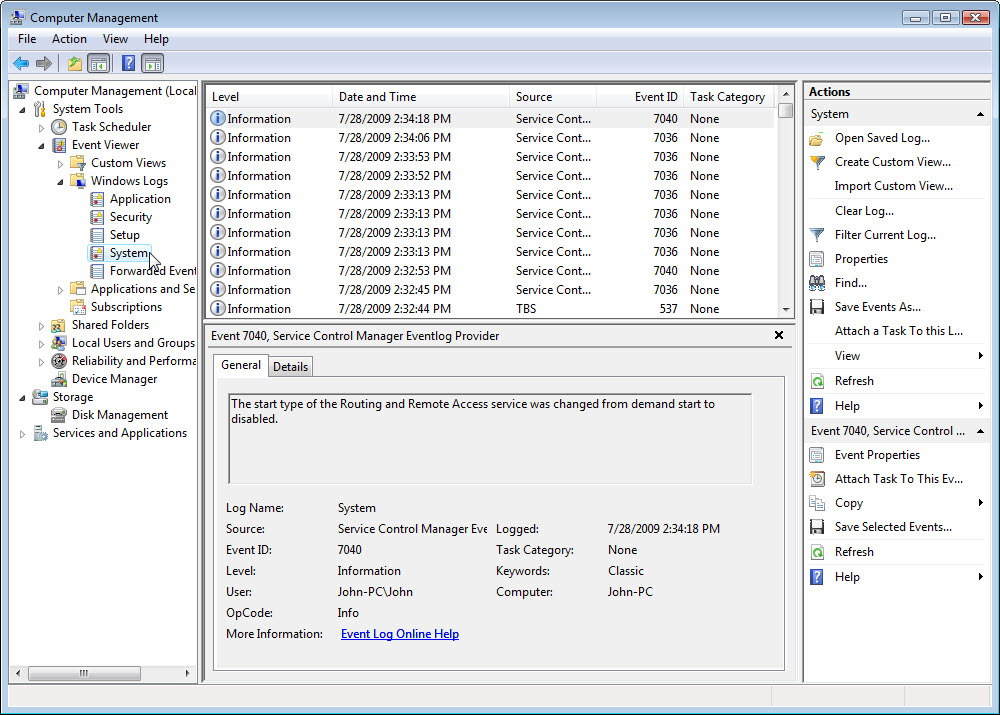 Computer Management
File Action View Help
Computer Management (Local
System Tools
Task Scheduler
Event Viewer
Custom Views
Windows Logs
Application
Security
Setup
System
Forwarded Event
Applications and Se
Subscriptions
Shared Folders
Local Users and Groups
Reliability and Performa
Device Manager
Storage
Disk Management
Services and Applications
Level Date and Time Source Event ID Task Category
Information 7/28/2009 2:34:18 PM Service Cont... 7040 None
Information 7/28/2009 2:34:06 PM Service Cont... 7036 None
Information 7/28/2009 2:33:53 PM Service Cont... 7036 None
Information 7/28/2009 2:33:52 PM Service Cont... 7036 None
Information 7/28/2009 2:33:13 PM Service Cont... 7036 None
Information 7/28/2009 2:33:13 PM Service Cont... 7036 None
Information 7/28/2009 2:33:13 PM Service Cont... 7036 None
Information 7/28/2009 2:33:13 PM Service Cont... 7036 None
Information 7/28/2009 2:32:53 PM Service Cont... 7040 None
Information 7/28/2009 2:32:45 PM Service Cont... 7036 None
Information 7/28/2009 2:32:44 PM TBS 537 None
Event 7040, Service Control Manager Eventlog Provider
General Details
The start type of the Routing and Remote Access service was changed from demand start to
disabled.
Log Name: System
Source: Service Control Manager Eve Logged: 7/28/2009 2:34:18 PM
Event ID: 7040 Task Category: None
Level: Information Keywords: Classic
User: John-PC\John Computer: John-PC
OpCode: Info
More Information: Event Log Online Help
Actions
System
Open Saved Log...
Create Custom View...
Import Custom View...
Clear Log...
Filter Current Log...
Properties
Find...
Save Events As...
Attach a Task To this L...
View
Refresh
Help
Event 7040, Service Control ...
Event Properties
Attach Task To This Ev...
Copy
Save Selected Events...
Refresh
Help